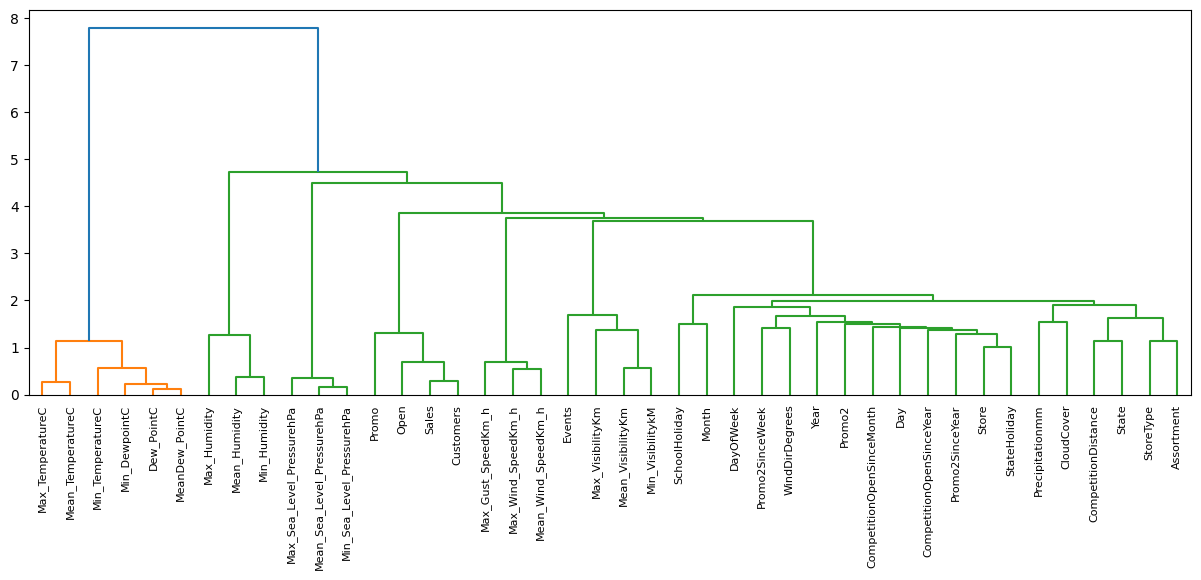 8
7
6
5
4
3
2
1
0
Max_TemperatureC
Mean_TemperatureC
Min_TemperatureC
Min_DewpointC
Dew_PointC
MeanDew_PointC
Max_Humidity
Mean_Humidity
Min_Humidity
Max_Sea_Level_PressurehPa
Mean_Sea_Level_PressurehPa
Min_Sea_Level_PressurehPa
Promo
Open
Sales
Customers
Max_Gust_SpeedKm_h
Max_Wind_SpeedKm_h
Mean_Wind_SpeedKm_h
Events
Max_VisibilityKm
Mean_VisibilityKm
Min_VisibilitykM
SchoolHoliday
Month
DayOfWeek
Promo2SinceWeek
WindDirDegrees
Year
Promo2
CompetitionOpenSinceMonth
Day
CompetitionOpenSinceYear
Promo2SinceYear
Store
StateHoliday
Precipitationmm
CloudCover
CompetitionDistance
State
StoreType
Assortment